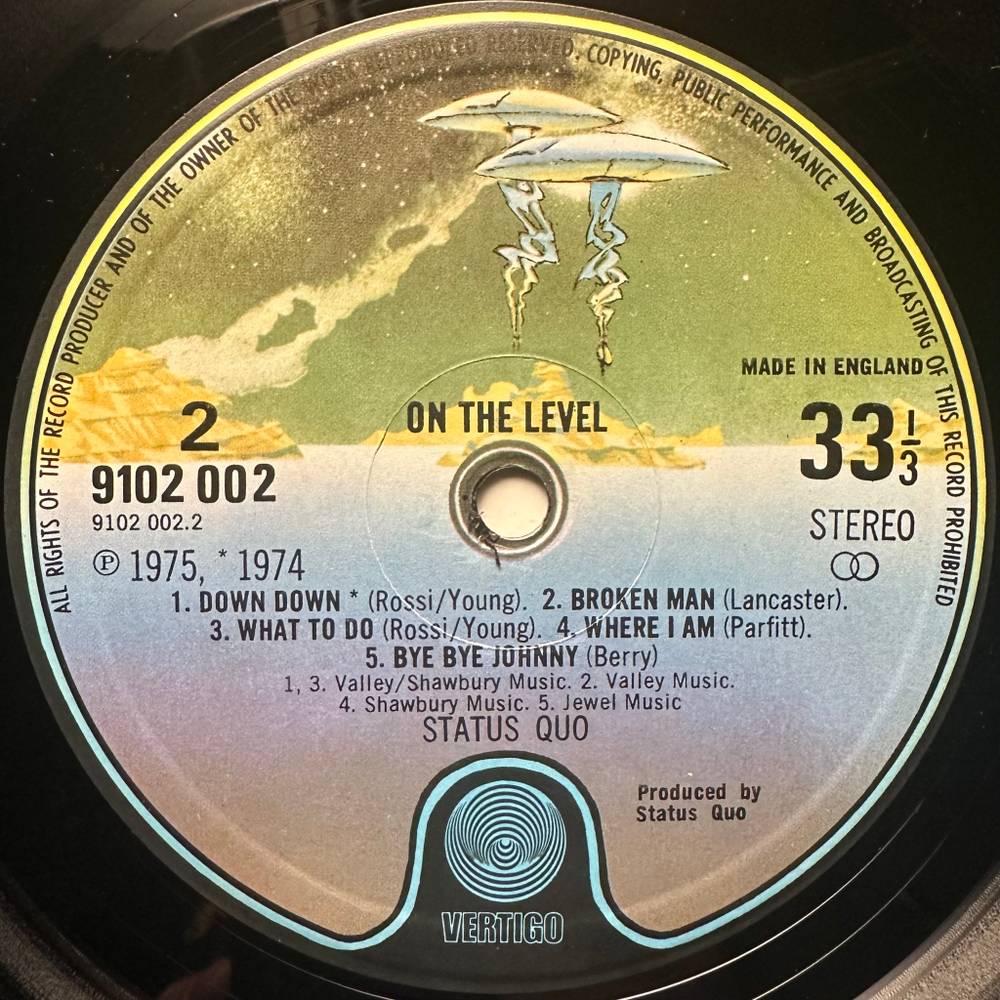 ALL RIGHTS OF THE RECORD PRODUCER AND OF THE OWNER OF THE WORK REPRODUCED RESERVED. COPYING, PUBLIC PERFORMANCE AND BROADCASTING OF THIS RECORD PROHIBITED
MADE IN ENGLAND
2
ON THE LEVEL
33 1/3
9102 002
9102 002.2
STEREO
℗ 1975, * 1974
1. DOWN DOWN * (Rossi/Young). 2. BROKEN MAN (Lancaster).
3. WHAT TO DO (Rossi/Young). 4. WHERE I AM (Parfitt).
5. BYE BYE JOHNNY (Berry)
1, 3. Valley/Shawbury Music. 2. Valley Music.
4. Shawbury Music. 5. Jewel Music
STATUS QUO
Produced by
Status Quo
VERTIGO